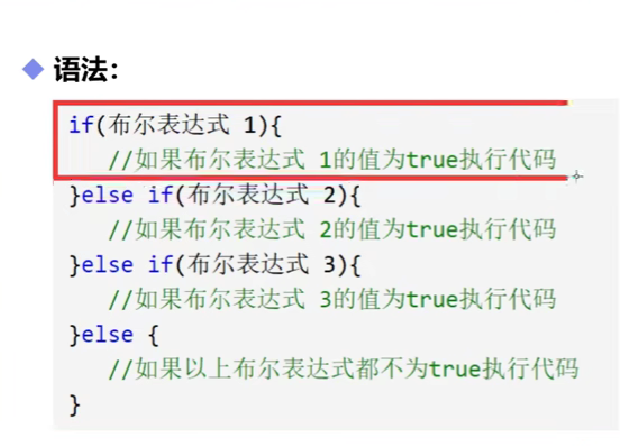 语法：
if(布尔表达式 1){
//如果布尔表达式 1的值为true执行代码
}else if(布尔表达式 2){
//如果布尔表达式 2的值为true执行代码
}else if(布尔表达式 3){
//如果布尔表达式 3的值为true执行代码
}else {
//如果以上布尔表达式都不为true执行代码
}